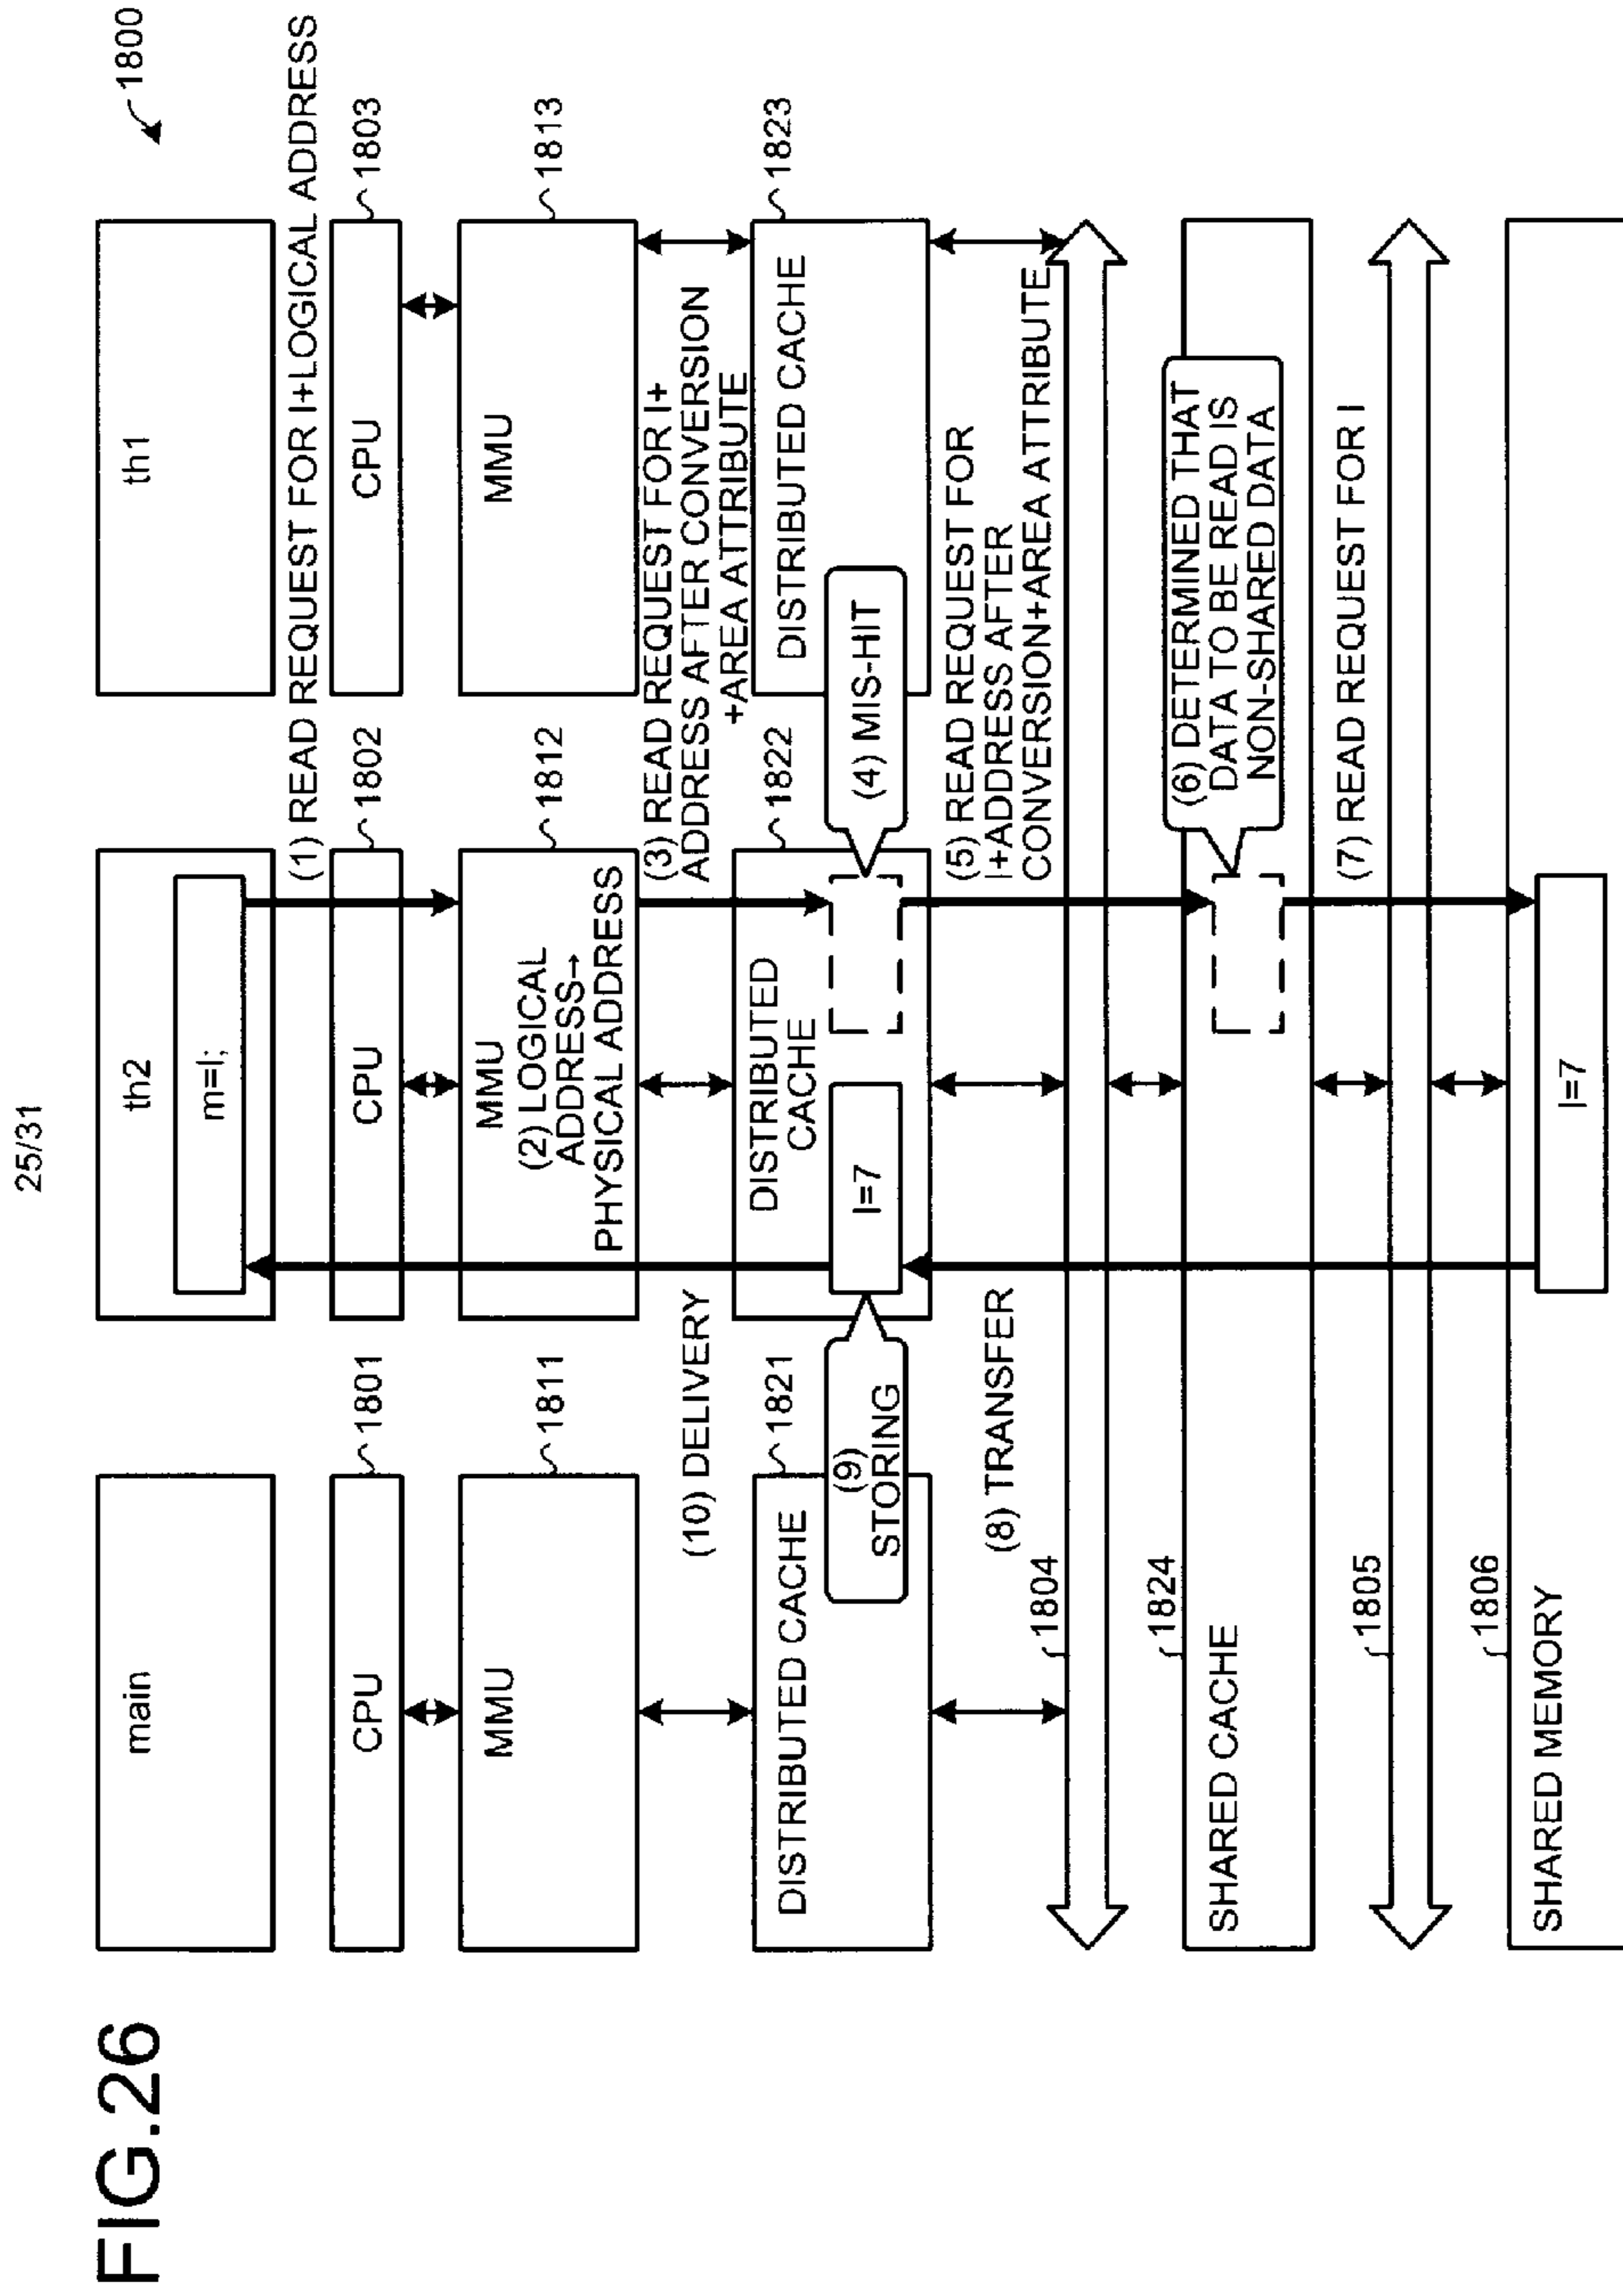 25/31
FIG.26
1800
main
th2
m=l;
th1
(1) READ REQUEST FOR l+LOGICAL ADDRESS
CPU
1801
CPU
1802
CPU
1803
MMU
1811
MMU
(2) LOGICAL
ADDRESS→
PHYSICAL ADDRESS
1812
MMU
1813
(10) DELIVERY
(3) READ REQUEST FOR l+
ADDRESS AFTER CONVERSION
+AREA ATTRIBUTE
DISTRIBUTED CACHE
1821
DISTRIBUTED
CACHE
1822
DISTRIBUTED CACHE
1823
(9)
STORING
l=7
(4) MIS-HIT
(8) TRANSFER
(5) READ REQUEST FOR
l+ADDRESS AFTER
CONVERSION+AREA ATTRIBUTE
1804
1824
SHARED CACHE
(6) DETERMINED THAT
DATA TO BE READ IS
NON-SHARED DATA
(7) READ REQUEST FOR l
1805
1806
SHARED MEMORY
l=7